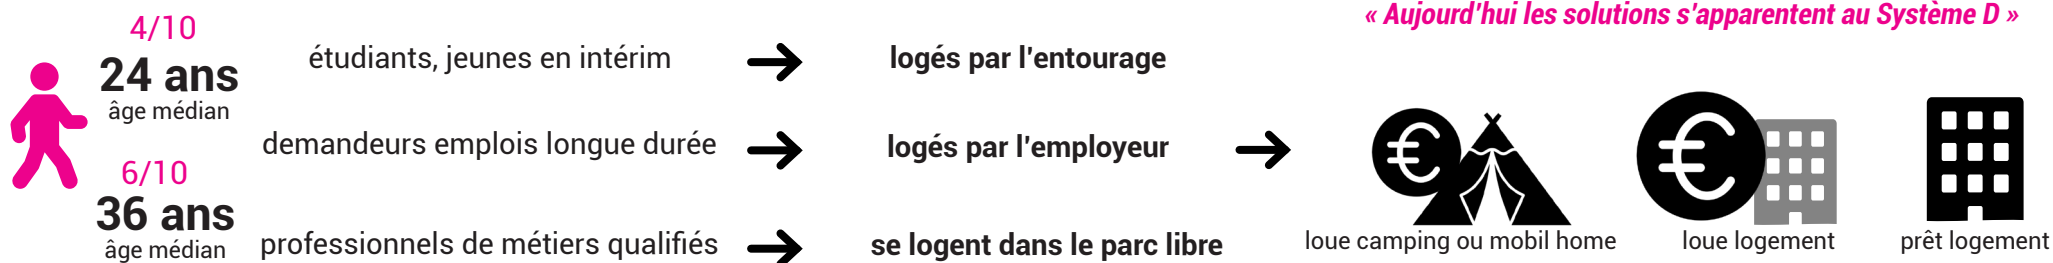 « Aujourd'hui les solutions s'apparentent au Système D »
4/10
24 ans
âge médian
6/10
36 ans
âge médian
étudiants, jeunes en intérim
logés par l'entourage
demandeurs emplois longue durée
logés par l'employeur
professionnels de métiers qualifiés
se logent dans le parc libre
€
loue camping ou mobil home
€
loue logement
prêt logement